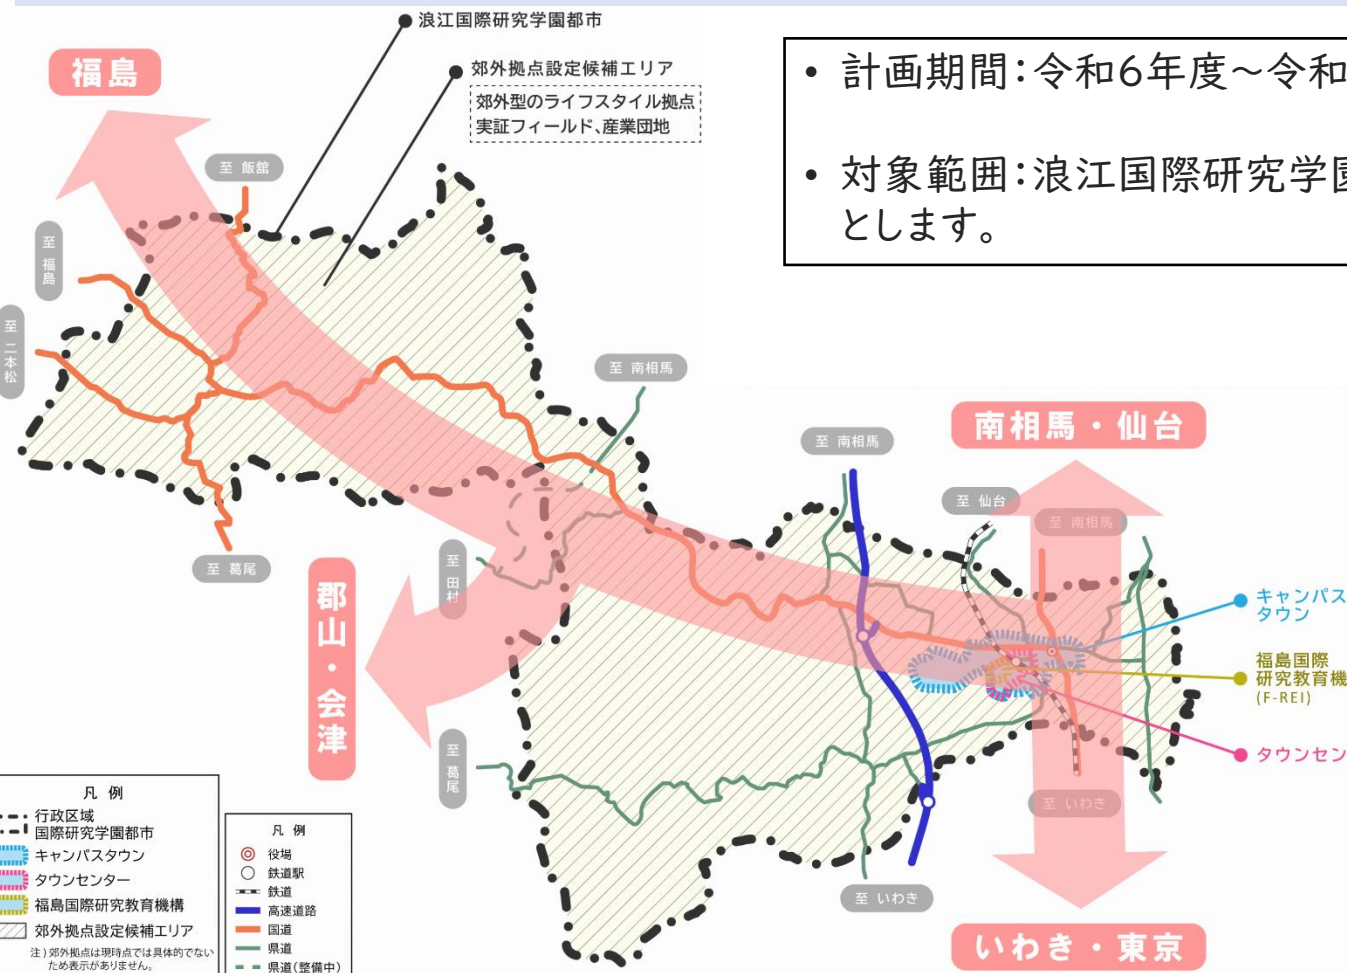 浪江国際研究学園都市
郊外拠点設定候補エリア
郊外型のライフスタイル拠点
実証フィールド、産業団地
• 計画期間：令和6年度～令和
• 対象範囲：浪江国際研究学園
とします。
福島
至 飯舘
至 福島
至 二本松
至 南相馬
至 葛尾
至 田村
郡山・会津
至 葛尾
至 南相馬
南相馬・仙台
至 仙台
至 南相馬
キャンパス
タウン
福島国際
研究教育機
(F-REI)
タウンセン
至 いわき
至 いわき
いわき・東京
凡 例
行政区域
国際研究学園都市
キャンパスタウン
タウンセンター
福島国際研究教育機構
郊外拠点設定候補エリア
注）郊外拠点は現時点では具体的でない
ため表示がありません。
凡 例
役場
鉄道駅
鉄道
高速道路
国道
県道
県道(整備中)